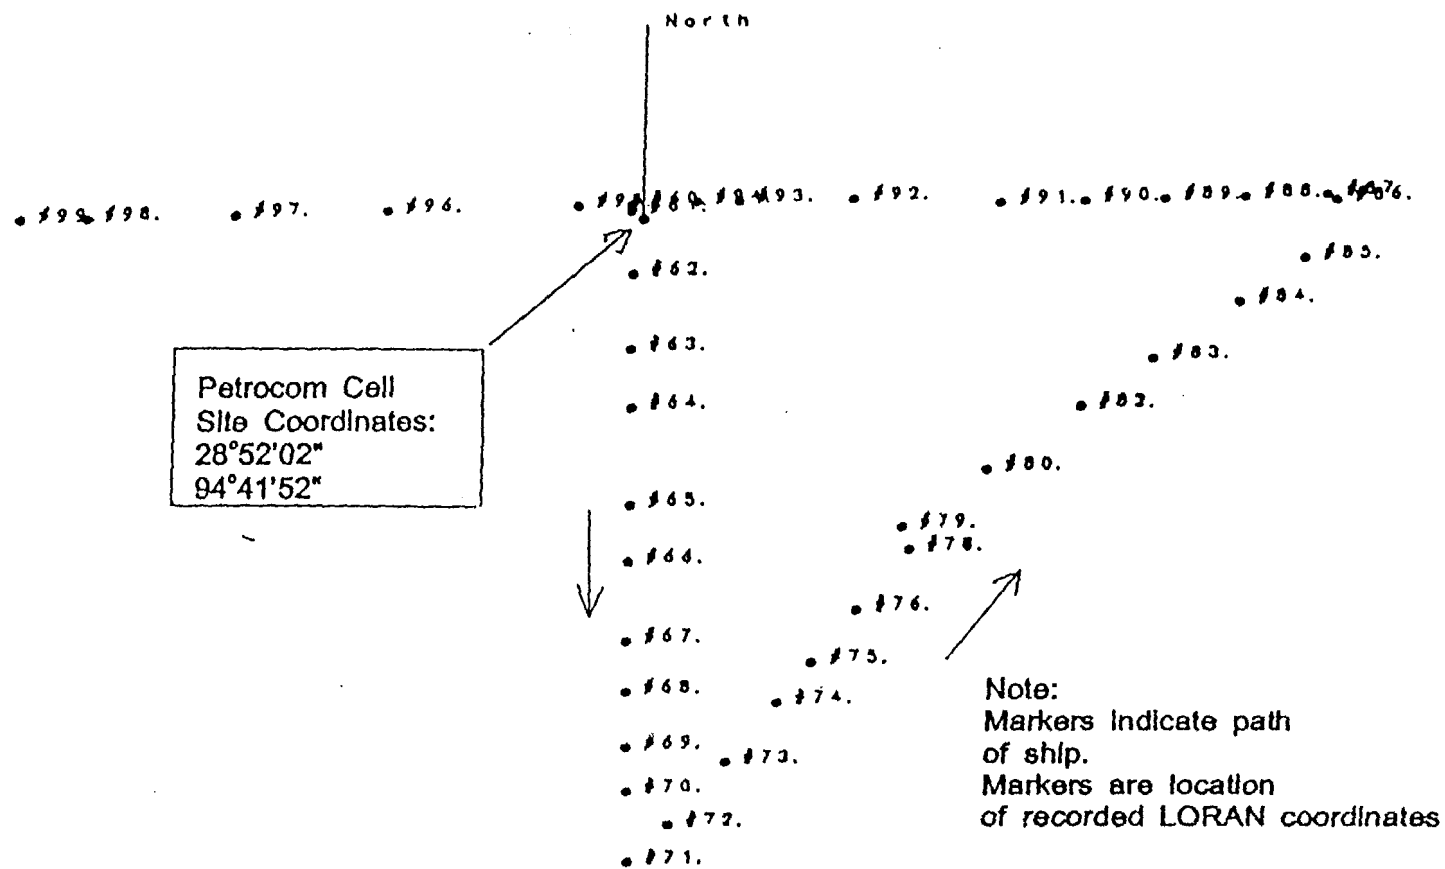 North
#99. #98. #97. #96. #93. #92. #91. #90. #89. #88.
#62. #85.
#84.
#63. #83.
#64. #82.
Petrocom Cell
Site Coordinates:
28°52'02"
94°41'52"
#80.
#65.
#79.
#66. #78.
#76.
#67.
#75.
#68. #74.
#69. #73.
#70.
#72.
#71.
Note:
Markers indicate path
of ship.
Markers are location
of recorded LORAN coordinates